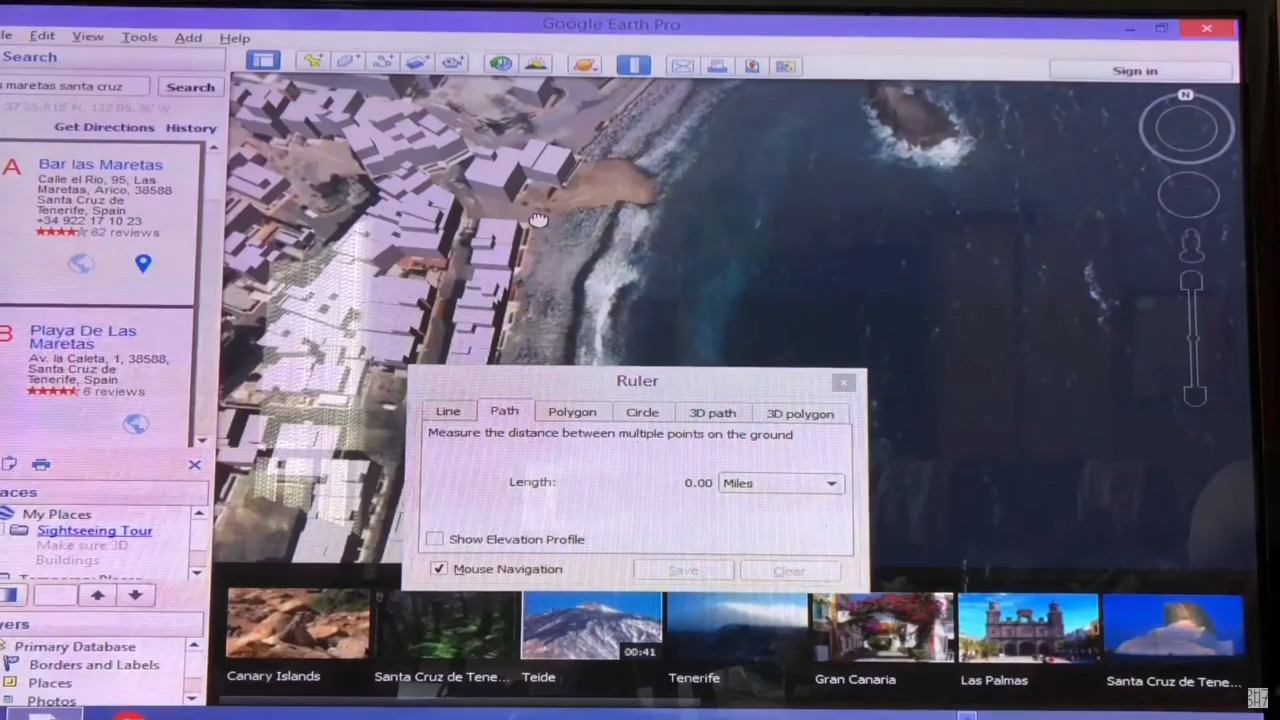 Google Earth Pro
Edit View Tools Add Help
Search
maretas santa cruz
Search
Sign in
Get Directions History
A
Bar las Maretas
Calle el Rio, 95, Las
Maretas, Arico, 38588
Santa Cruz de
Tenerife, Spain
+34 922 17 10 23
62 reviews
B
Playa De Las
Maretas
Av. la Caleta, 1, 38588,
Santa Cruz de
Tenerife, Spain
6 reviews
N
Ruler
Line Path Polygon Circle 3D path 3D polygon
Measure the distance between multiple points on the ground
Length: 0.00 Miles
Show Elevation Profile
Mouse Navigation Save Clear
My Places
Sightseeing Tour
Make sure 3D
Buildings
Primary Database
Borders and Labels
Places
Photos
00:41
Canary Islands
Santa Cruz de Tene...
Teide
Tenerife
Gran Canaria
Las Palmas
Santa Cruz de Tene...